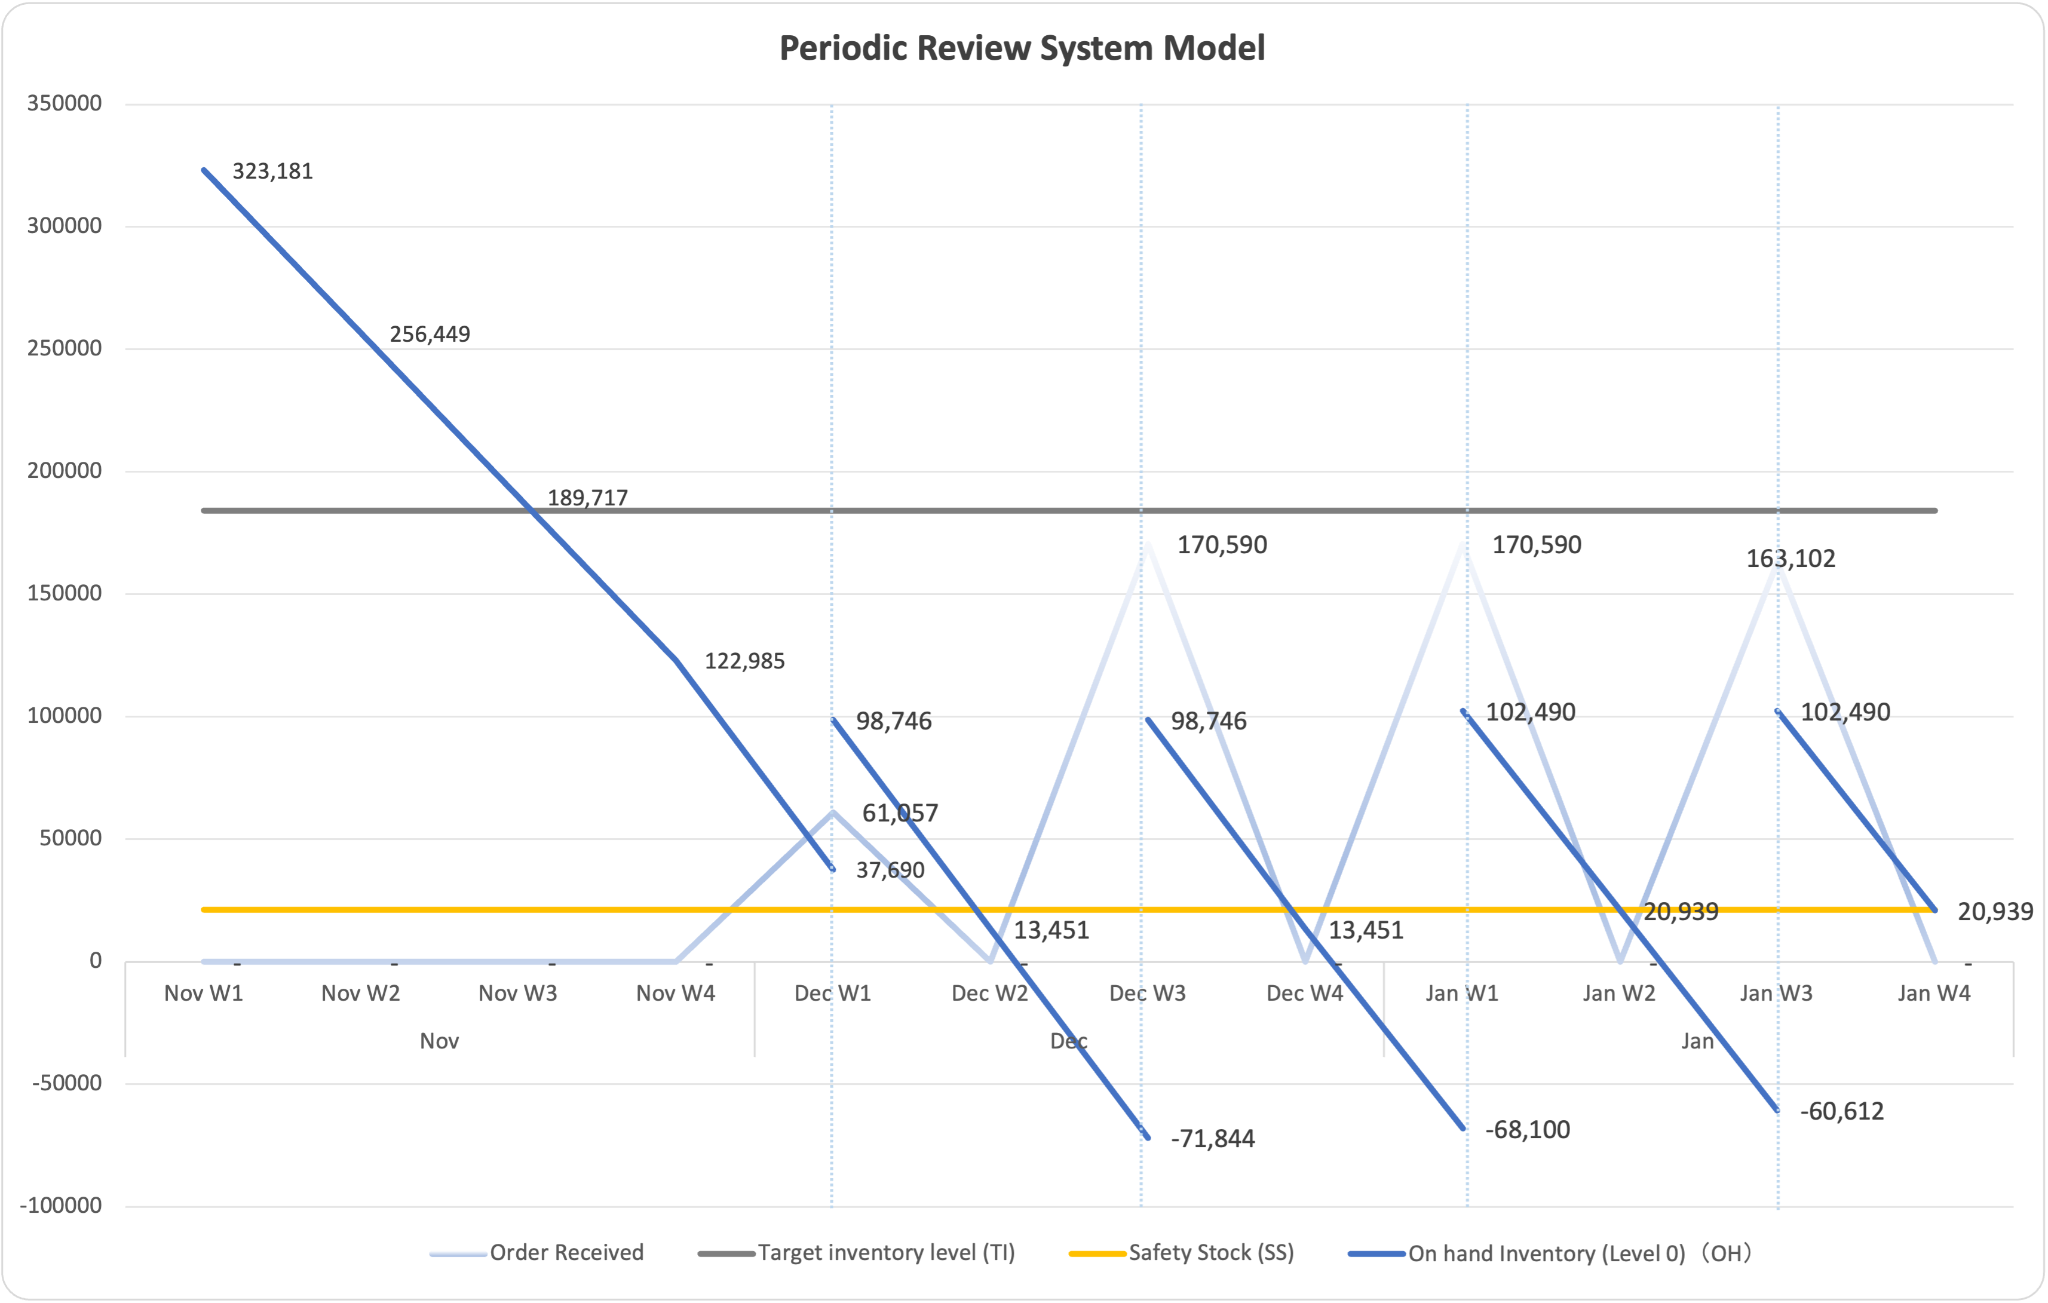 Periodic Review System Model
350000
300000
250000
200000
150000
100000
50000
0
-50000
-100000
323,181
256,449
189,717
122,985
37,690
98,746
13,451
-71,844
98,746
13,451
-68,100
102,490
20,939
-60,612
102,490
20,939
61,057
170,590
170,590
163,102
-
-
-
-
-
-
-
-
Nov W1
Nov W2
Nov W3
Nov W4
Dec W1
Dec W2
Dec W3
Dec W4
Jan W1
Jan W2
Jan W3
Jan W4
Nov
Dec
Jan
Order Received
Target inventory level (TI)
Safety Stock (SS)
On hand Inventory (Level 0)（OH）